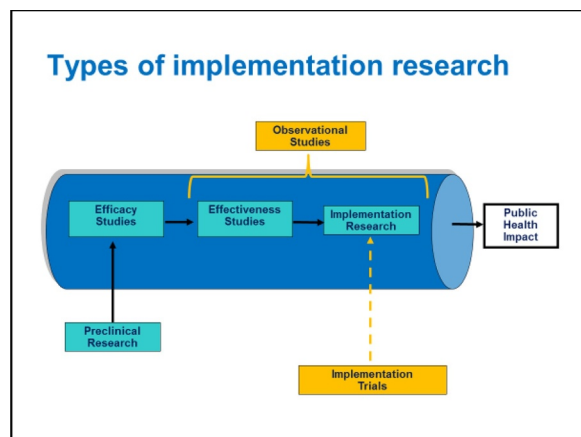 Types of implementation research
Observational
Studies
Efficacy
Studies
Effectiveness
Studies
Implementation
Research
Public
Health
Impact
Preclinical
Research
Implementation
Trials